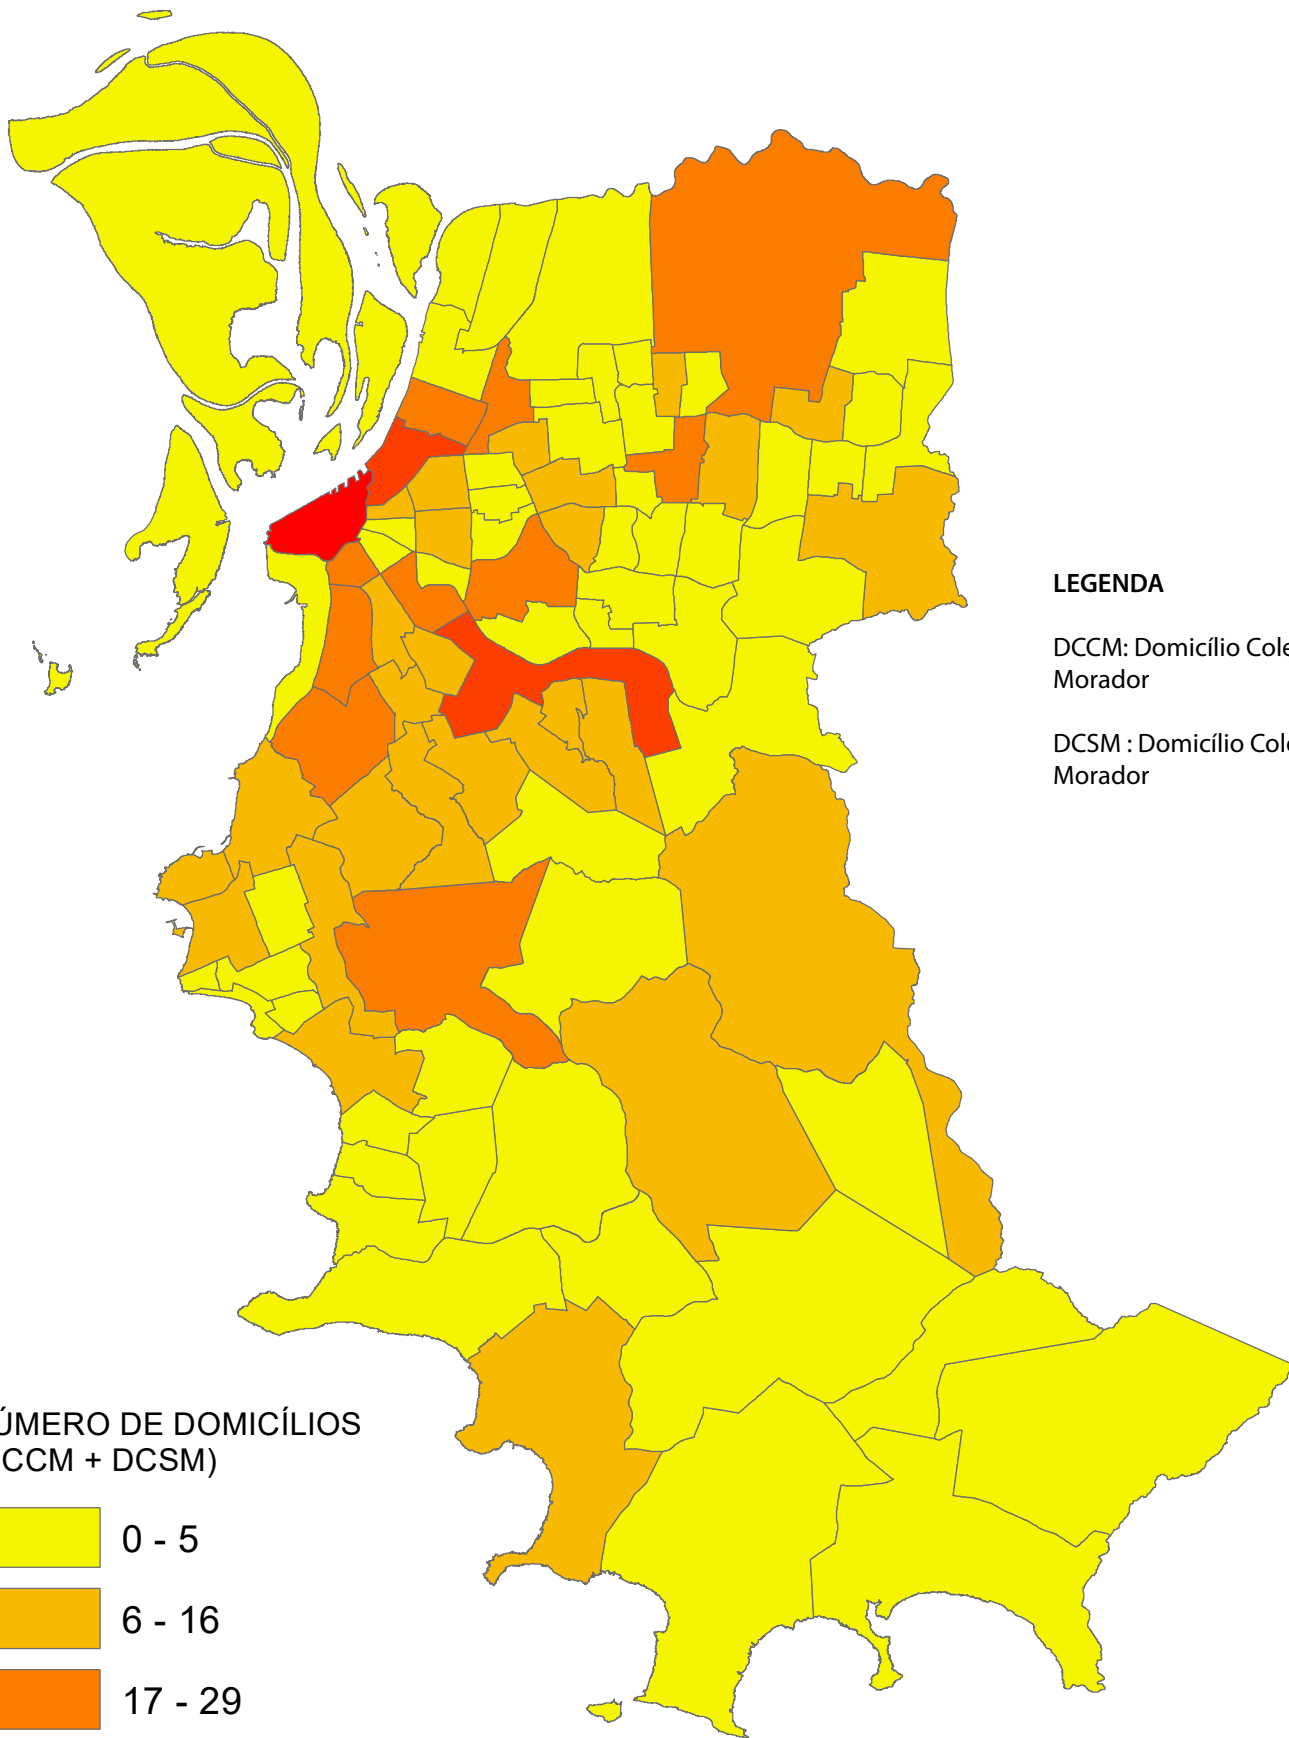 LEGENDA
DCCM: Domicílio Cole
Morador
DCSM : Domicílio Cole
Morador
ÚMERO DE DOMICÍLIOS
CCM + DCSM)
0 - 5
6 - 16
17 - 29